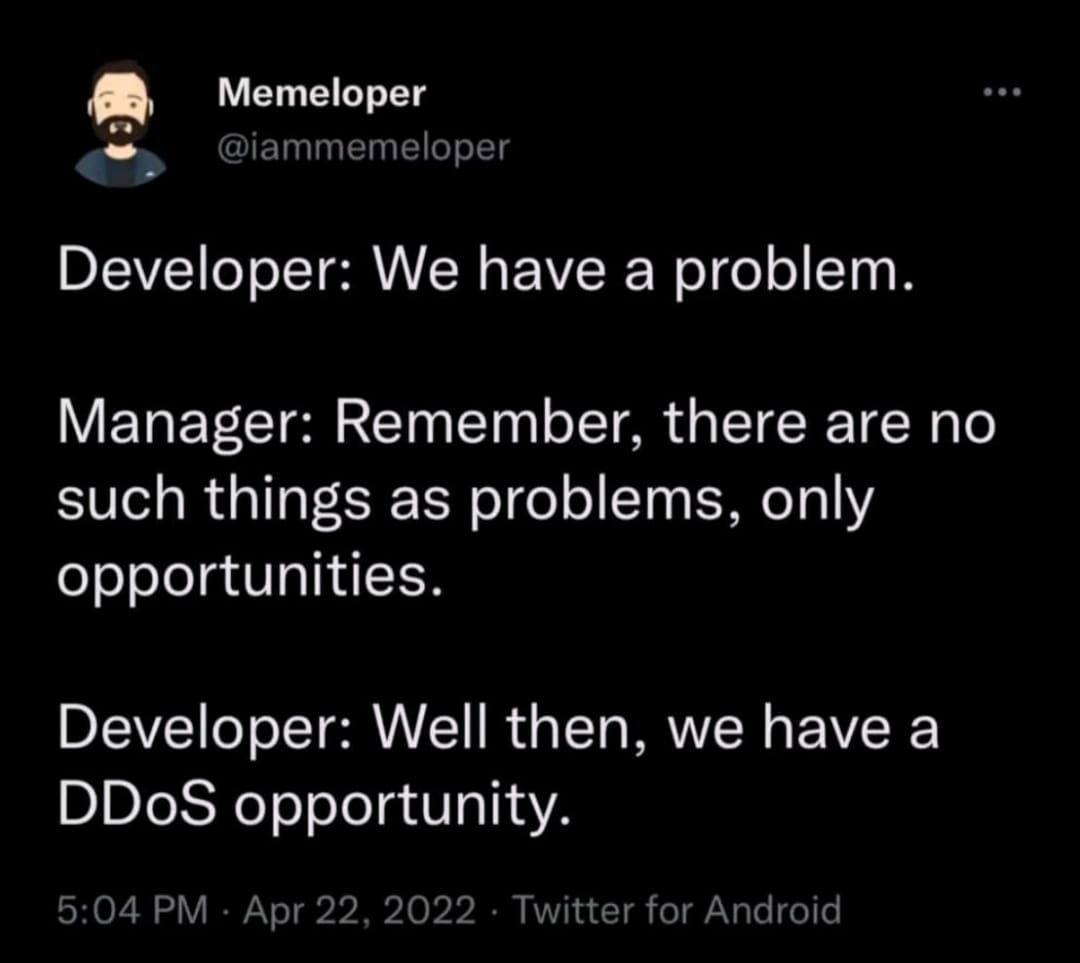 Memeloper
@iammemeloper
Developer: We have a problem.
Manager: Remember, there are no
such things as problems, only
opportunities.
Developer: Well then, we have a
DDoS opportunity.
5:04 PM · Apr 22, 2022 · Twitter for Android